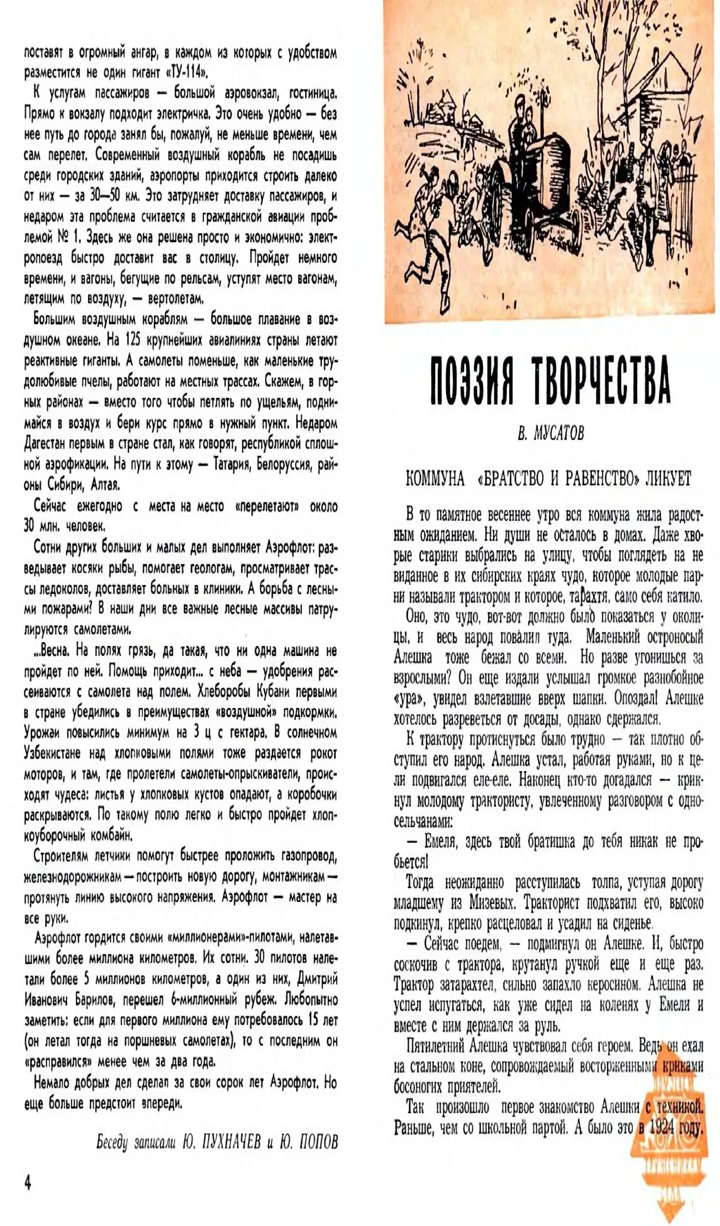 поставят в огромный ангар, в каждом из которых с удобством
разместится не один гигант «ТУ-114».
К услугам пассажиров — большой аэровокзал, гостиница.
Прямо к вокзалу подходит электричка. Это очень удобно — без
нее путь до города занял бы, пожалуй, не меньше времени, чем
сам перелет. Современный воздушный корабль не посадишь
среди городских зданий, аэропорты приходится строить далеко
от них — за 30—50 км. Это затрудняет доставку пассажиров, и
недаром эта проблема считается в гражданской авиации проб-
лемой № 1. Здесь же она решена просто и экономично: элект-
ропоезд быстро доставит вас в столицу. Пройдет немного
времени, и вагоны, бегущие по рельсам, уступят место вагонам,
летящим по воздуху, — вертолетам.
Большим воздушным кораблям — большое плавание в воз-
душном океане. На 125 крупнейших авиалиниях страны летают
реактивные гиганты. А самолеты поменьше, как маленькие тру-
долюбивые пчелы, работают на местных трассах. Скажем, в гор-
ных районах — вместо того чтобы петлять по ущельям, подни-
майся в воздух и бери курс прямо в нужный пункт. Недаром
Дагестан первым в стране стал, как говорят, республикой сплош-
ной аэрофикации. На пути к этому — Татария, Белоруссия, рай-
оны Сибири, Алтая.
Сейчас ежегодно с места на место «перелетают» около
30 млн. человек.
Сотни других больших и малых дел выполняет Аэрофлот: раз-
ведывает косяки рыбы, помогает геологам, просматривает трас-
сы ледоколов, доставляет больных в клиники. А борьба с лесны-
ми пожарами? В наши дни все важные лесные массивы патру-
лируются самолетами.
...Весна. На полях грязь, да такая, что ни одна машина не
пройдет по ней. Помощь приходит... с неба — удобрения рас-
сеиваются с самолета над полем. Хлеборобы Кубани первыми
в стране убедились в преимуществах «воздушной» подкормки.
Урожаи повысились минимум на 3 ц с гектара. В солнечном
Узбекистане над хлопковыми полями тоже раздается рокот
моторов, и там, где пролетели самолеты-опрыскиватели, проис-
ходят чудеса: листья у хлопковых кустов опадают, а коробочки
раскрываются. По такому полю легко и быстро пройдет хлоп-
коуборочный комбайн.
Строителям летчики помогут быстрее проложить газопровод,
железнодорожникам — построить новую дорогу, монтажникам —
протянуть линию высокого напряжения. Аэрофлот — мастер на
все руки.
Аэрофлот гордится своими «миллионерами»-пилотами, налетав-
шими более миллиона километров. Их сотни. 30 пилотов нале-
тали более 5 миллионов километров, а один из них, Дмитрий
Иванович Барилов, перешел 6-миллионный рубеж. Любопытно
заметить: если для первого миллиона ему потребовалось 15 лет
(он летал тогда на поршневых самолетах), то с последним он
«расправился» менее чем за два года.
Немало добрых дел сделал за свои сорок лет Аэрофлот. Но
еще больше предстоит впереди.
Беседу записали Ю. ПУХНАЧЕВ и Ю. ПОПОВ
4
ПОЭЗИЯ ТВОРЧЕСТВА
В. МУСАТОВ
КОММУНА «БРАТСТВО И РАВЕНСТВО» ЛИКУЕТ
В то памятное весеннее утро вся коммуна жила радост-
ным ожиданием. Ни души не осталось в домах. Даже хво-
рые старики выбрались на улицу, чтобы поглядеть на не
виданное в их сибирских краях чудо, которое молодые пар-
ни называли трактором и которое, тарахтя, само себя катило.
Оно, это чудо, вот-вот должно было показаться у околи-
цы, и весь народ повалил туда. Маленький остроносый
Алешка тоже бежал со всеми. Но разве угонишься за
взрослыми? Он еще издали услышал громкое разнобойное
«ура», увидел взлетавшие вверх шапки. Опоздал! Алешке
хотелось разреветься от досады, однако сдержался.
К трактору протиснуться было трудно — так плотно об-
ступил его народ. Алешка устал, работая руками, но к це-
ли подвигался еле-еле. Наконец кто-то догадался — крик-
нул молодому трактористу, увлеченному разговором с одно-
сельчанами:
— Емеля, здесь твой братишка до тебя никак не про-
бьется!
Тогда неожиданно расступилась толпа, уступая дорогу
младшему из Мизевых. Тракторист подхватил его, высоко
подкинул, крепко расцеловал и усадил на сиденье.
— Сейчас поедем, — подмигнул он Алешке. И, быстро
соскочив с трактора, крутанул ручкой еще и еще раз.
Трактор затарахтел, сильно запахло керосином. Алешка не
успел испугаться, как уже сидел на коленях у Емели и
вместе с ним держался за руль.
Пятилетний Алешка чувствовал себя героем. Ведь он ехал
на стальном коне, сопровождаемый восторженными криками
босоногих приятелей.
Так произошло первое знакомство Алешки с техникой.
Раньше, чем со школьной партой. А было это в 1924 году.